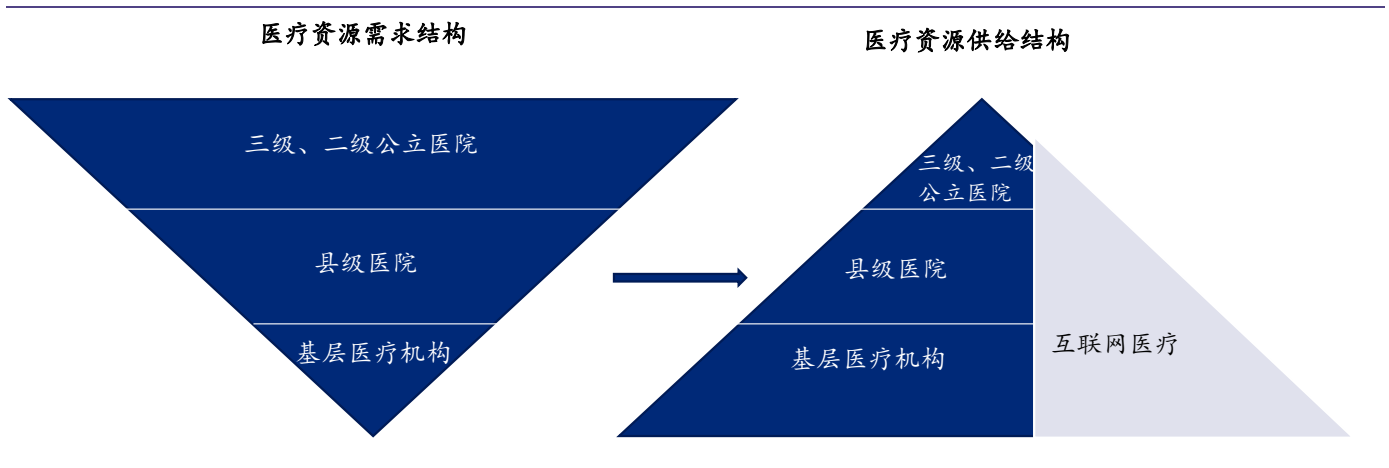 医疗资源需求结构
医疗资源供给结构
三级、二级公立医院
县级医院
基层医疗机构
三级、二级
公立医院
县级医院
基层医疗机构
互联网医疗